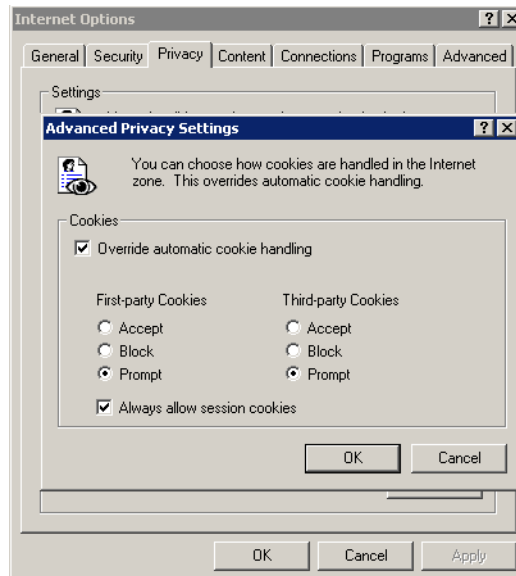 Internet Options
General Security Privacy Content Connections Programs Advanced
Settings
Advanced Privacy Settings
You can choose how cookies are handled in the Internet
zone. This overrides automatic cookie handling.
Cookies
Override automatic cookie handling
First-party Cookies Third-party Cookies
Accept Accept
Block Block
Prompt Prompt
Always allow session cookies
OK Cancel
OK Cancel Apply